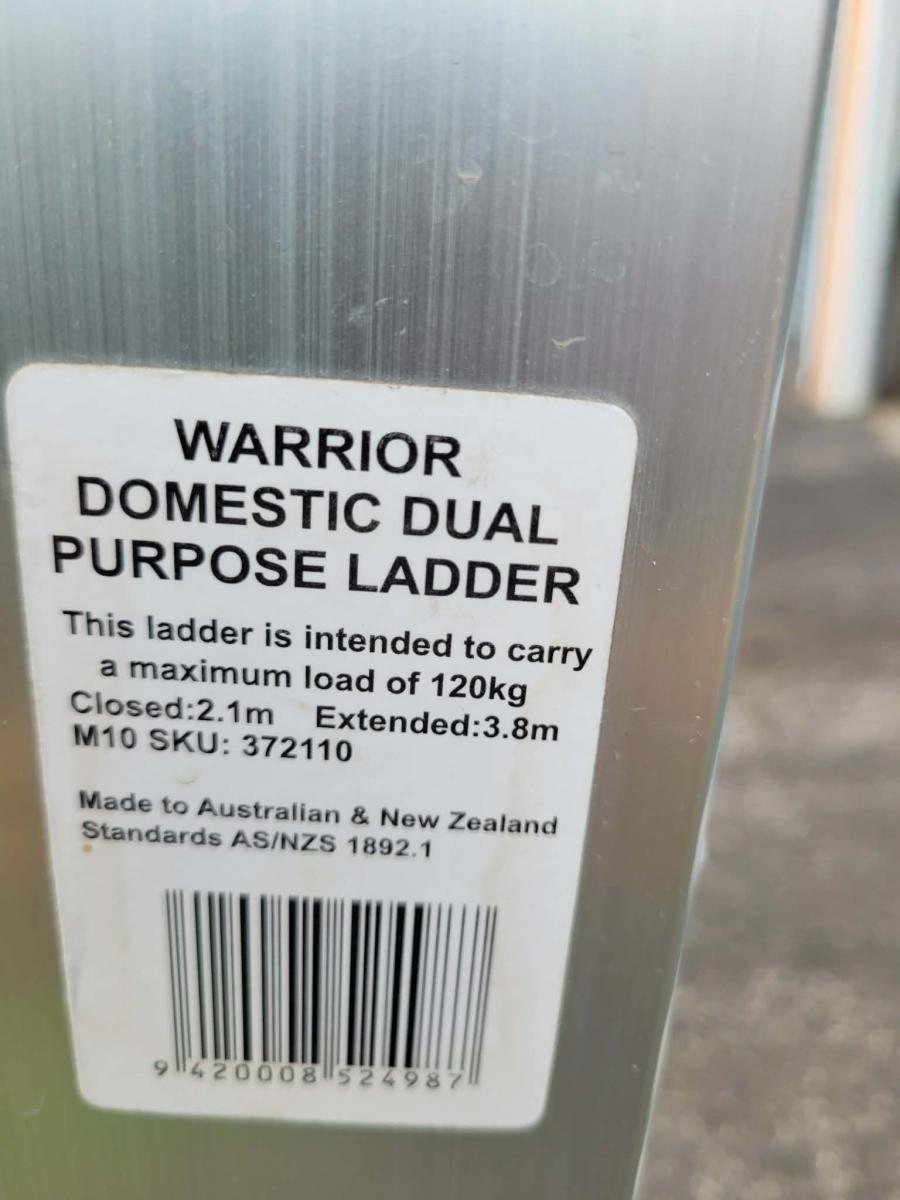 WARRIOR
DOMESTIC DUAL
PURPOSE LADDER
This ladder is intended to carry
a maximum load of 120kg
Closed:2.1m Extended:3.8m
M10 SKU: 372110
Made to Australian & New Zealand
Standards AS/NZS 1892.1
9 420008 524987